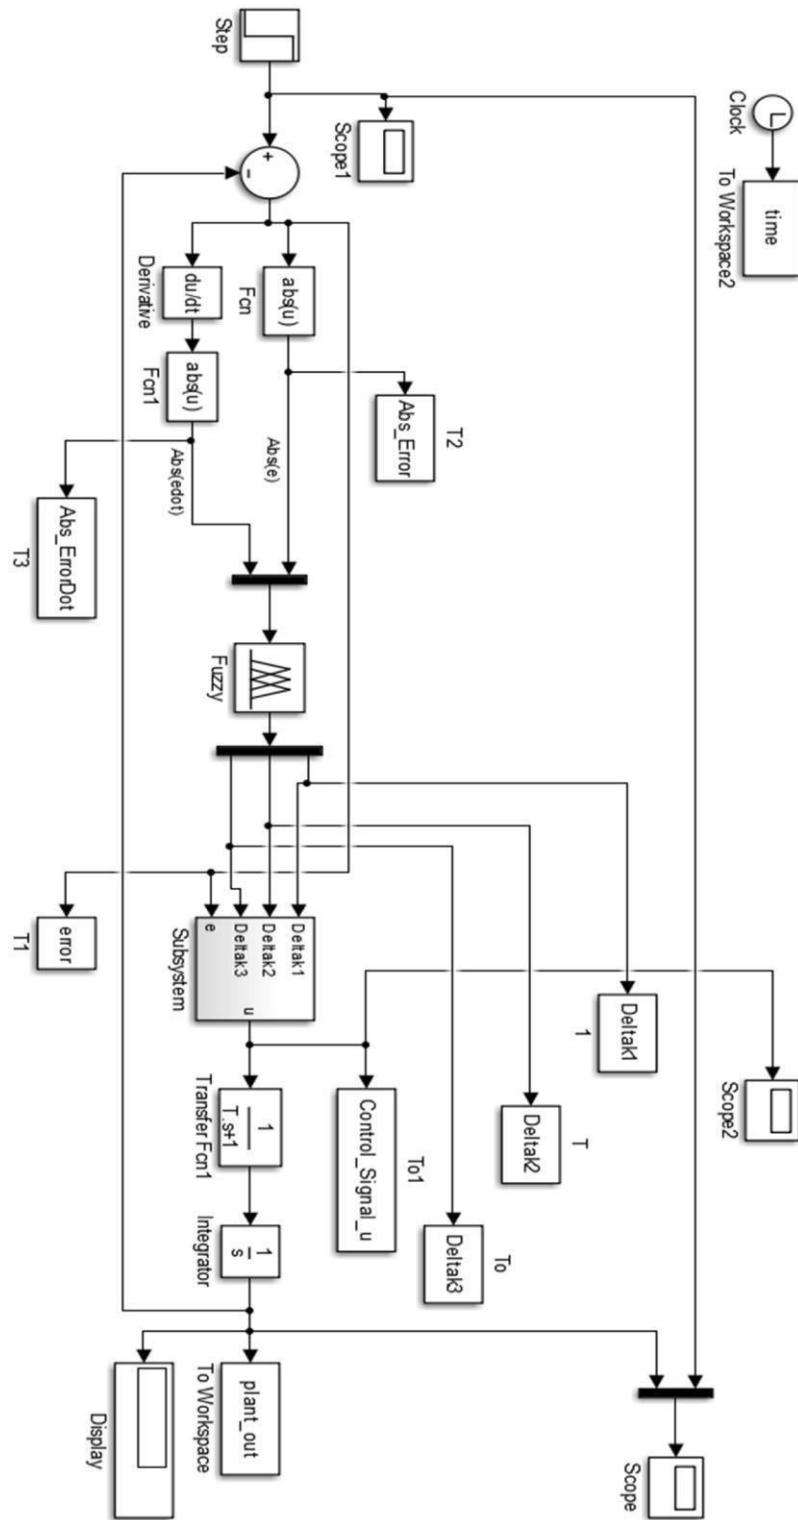 Clock
time
To Workspace2
Step
+
-
Scope1
abs(u)
Fcn
du/dt
Derivative
abs(u)
Fcn1
Abs_Error
T2
Abs(e)
Abs(edot)
Abs_ErrorDot
T3
Fuzzy
Deltak1
Deltak2
Deltak3
e
u
Subsystem
error
T1
Deltak1
1
Deltak2
T
Deltak3
To
Control_Signal_u
To1
Scope2
1
T.s+1
Transfer Fcn1
1
s
Integrator
plant_out
To Workspace
Display
Scope